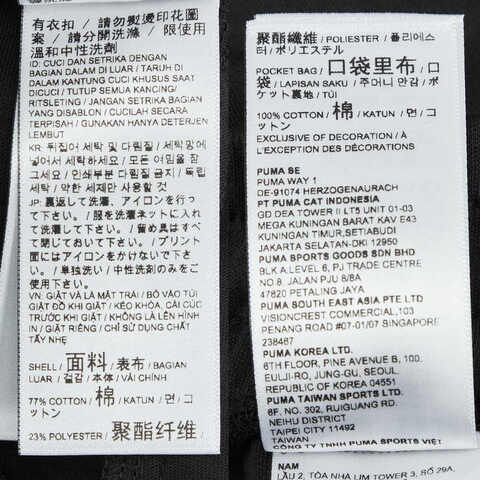 有衣扣 / 請勿熨燙印花圖
案 / 請分開洗滌 / 限使用
溫和中性洗劑
ID: CUCI DAN SETRIKA DENGAN
BAGIAN DALAM DI LUAR / TARUH DI
DALAM KANTUNG CUCI KHUSUS SAAT
DICUCI / TUTUP SEMUA KANCING/
RITSLETING / JANGAN SETRIKA BAGIAN
YANG DISABLON / CUCILAH SECARA
TERPISAH / GUNAKAN HANYA DETERJEN
LEMBUT
KR: 뒤집어 세탁 및 다림질 / 세탁망에
넣어서 세탁하세요 / 모든 여밈을 잠
그세요 / 인쇄부분 다림질 금지 / 독립
세탁 / 약한 세제만 사용할 것
JP: 裏返して洗濯、アイロンを行っ
て下さい。/ 服を洗濯ネットに入れ
て洗濯して下さい。/ 留め具はすべ
て閉じておいて下さい。/ プリント
面にはアイロンをかけないで下さ
い。/ 単独洗い / 中性洗剤のみをご
使用下さい。
VN: GIẶT VÀ LÀ MẶT TRÁI / BỎ VÀO TÚI
GIẶT ĐỒ KHI GIẶT / KÉO KHÓA, CÀI CÚC
TRƯỚC KHI GIẶT / KHÔNG LÀ LÊN HÌNH
IN / GIẶT RIÊNG / CHỈ SỬ DỤNG CHẤT
TẨY NHẸ
SHELL / 面料 / 表布 / BAGIAN
LUAR / 겉감 / 本体 / VẢI CHÍNH
77% COTTON / 棉 / KATUN / 면 / コ
ットン
23% POLYESTER / 聚酯纤维 /
聚酯纖維 / POLIESTER / 폴리에스
터 / ポリエステル
POCKET BAG / 口袋里布 / 口
袋 / LAPISAN SAKU / 주머니 안감 / ポ
ケット裏地 / TÚI
100% COTTON / 棉 / KATUN / 면 / コ
ットン
EXCLUSIVE OF DECORATION / À
L'EXCEPTION DES DÉCORATIONS
PUMA SE
PUMA WAY 1
DE-91074 HERZOGENAURACH
PT PUMA CAT INDONESIA
GD DEA TOWER II LT5 UNIT 01-03
MEGA KUNINGAN BARAT KAV E43
KUNINGAN TIMUR,SETIABUDI
JAKARTA SELATAN-DKI 12950
PUMA SPORTS GOODS SDN BHD
BLK A,LEVEL 6, PJ TRADE CENTRE
NO.8, JALAN PJU 8/8A
47820 PETALING JAYA
PUMA SOUTH EAST ASIA PTE LTD
VISIONCREST COMMERCIAL,103
PENANG ROAD #07-01/07 SINGAPORE
238467
PUMA KOREA LTD.
6TH FLOOR, PINE AVENUE B, 100,
EULJI-RO, JUNG-GU, SEOUL,
REPUBLIC OF KOREA 04551
PUMA TAIWAN SPORTS LTD
6F. NO. 302, RUIGUANG RD.
NEIHU DISTRICT
TAIPEI CITY 11492
TAIWAN
CÔNG TY TNHH PUMA SPORTS VIỆT
NAM
LẦU 2, TÒA NHÀ LIM TOWER 3, SỐ 29A,